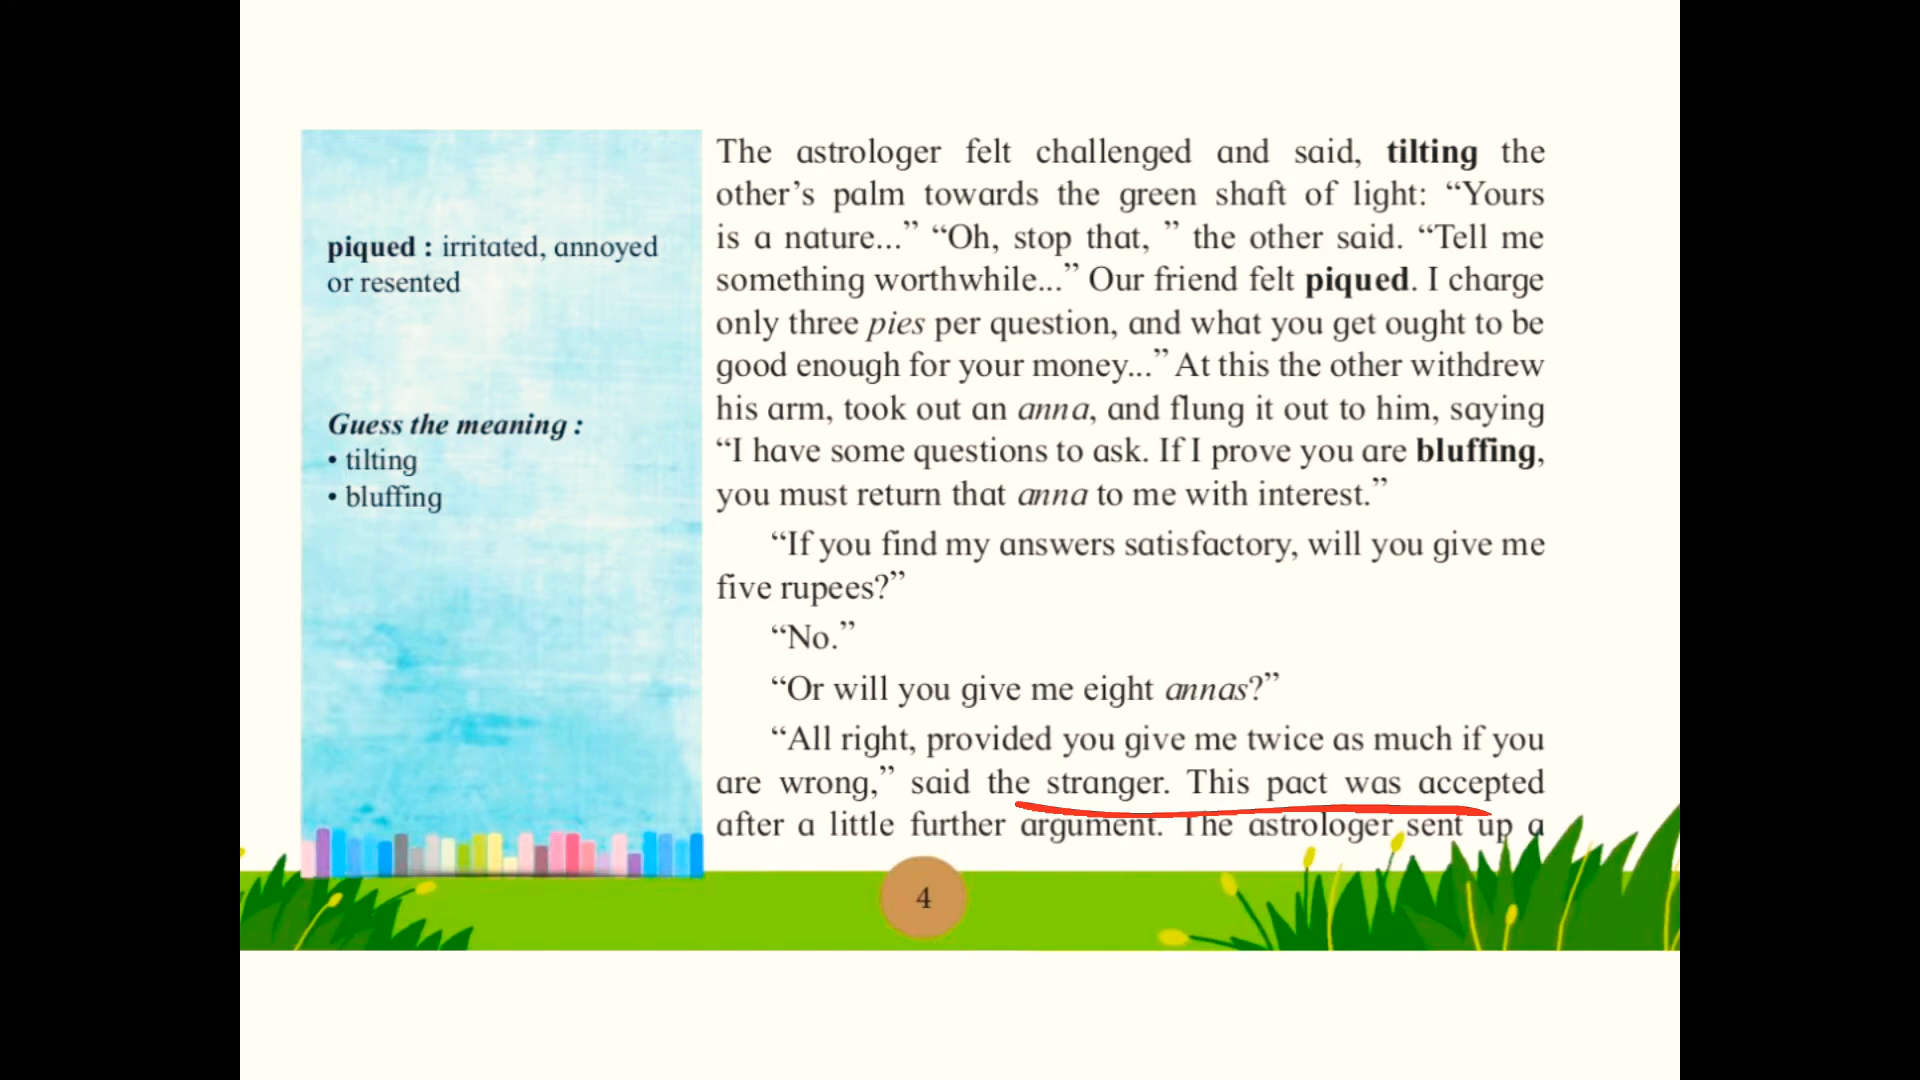 piqued : irritated, annoyed
or resented
Guess the meaning :
• tilting
• bluffing
The astrologer felt challenged and said, tilting the
other’s palm towards the green shaft of light: “Yours
is a nature...” “Oh, stop that, ” the other said. “Tell me
something worthwhile...” Our friend felt piqued. I charge
only three pies per question, and what you get ought to be
good enough for your money...” At this the other withdrew
his arm, took out an anna, and flung it out to him, saying
“I have some questions to ask. If I prove you are bluffing,
you must return that anna to me with interest.”
“If you find my answers satisfactory, will you give me
five rupees?”
“No.”
“Or will you give me eight annas?”
“All right, provided you give me twice as much if you
are wrong,” said the stranger. This pact was accepted
after a little further argument. The astrologer sent up a
4